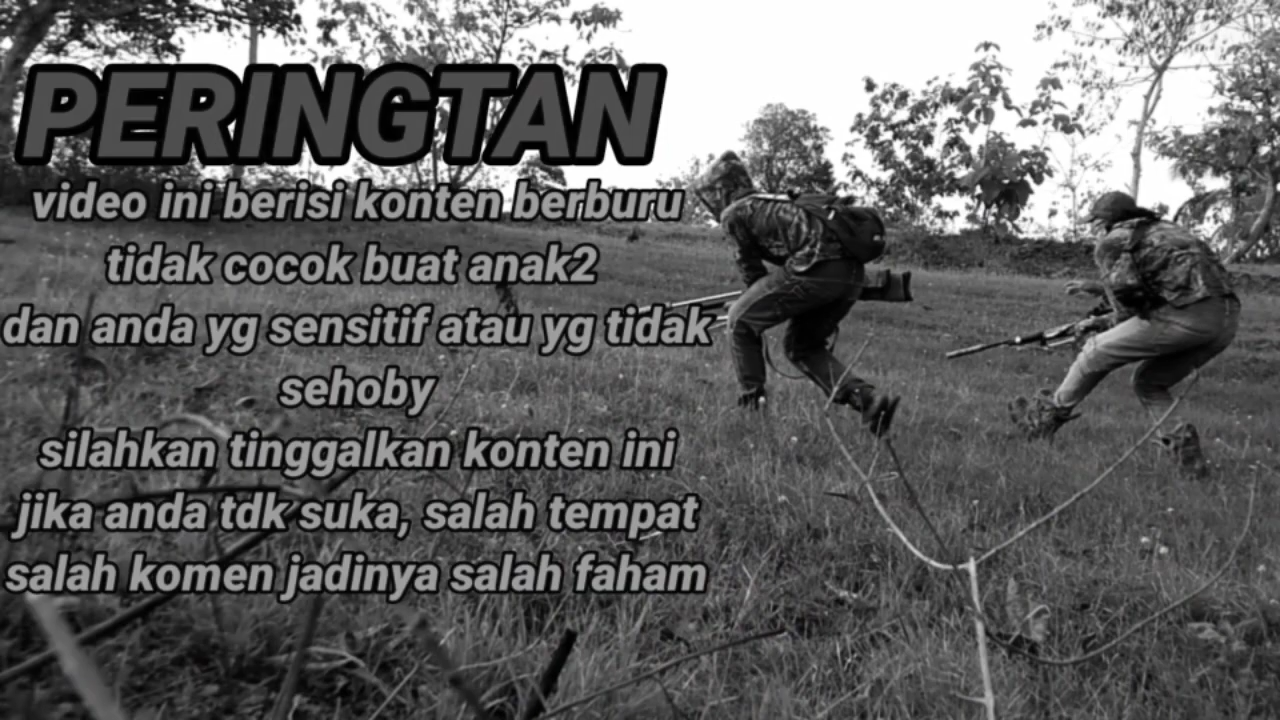 PERINGTAN
video ini berisi konten berburu
tidak cocok buat anak2
dan anda yg sensitif atau yg tidak
sehoby
silahkan tinggalkan konten ini
jika anda tdk suka, salah tempat
salah komen jadinya salah faham